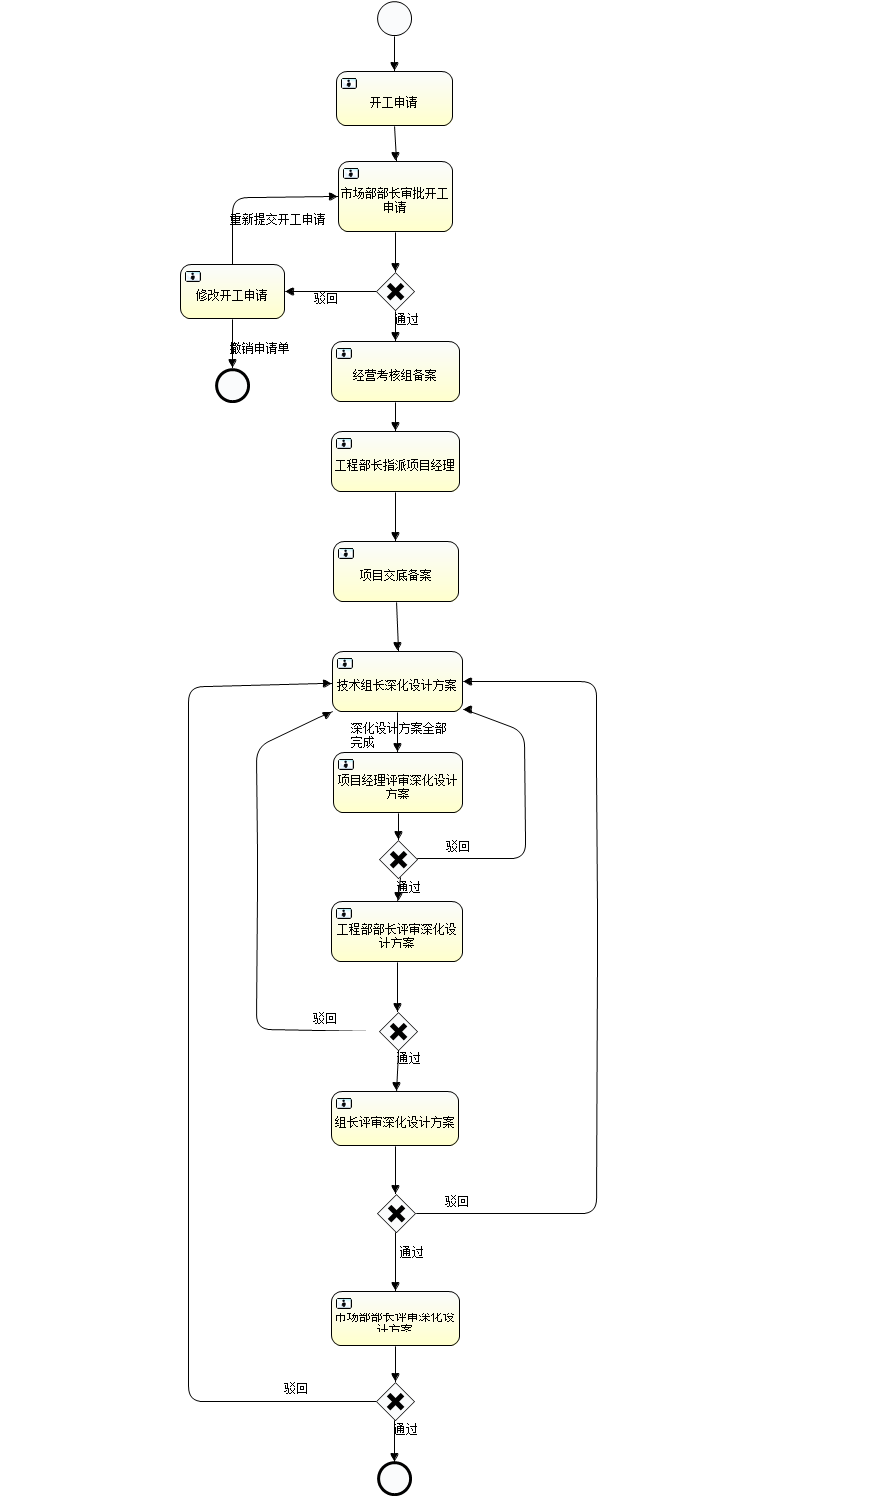 开工申请
市场部部长审批开工
申请
重新提交开工申请
修改开工申请
驳回
通过
撤销申请单
经营考核组备案
工程部长指派项目经理
项目交底备案
技术组长深化设计方案
深化设计方案全部
完成
项目经理评审深化设计
方案
驳回
通过
工程部部长评审深化设
计方案
驳回
通过
组长评审深化设计方案
驳回
通过
市场部部长评审深化设
计方案
驳回
通过